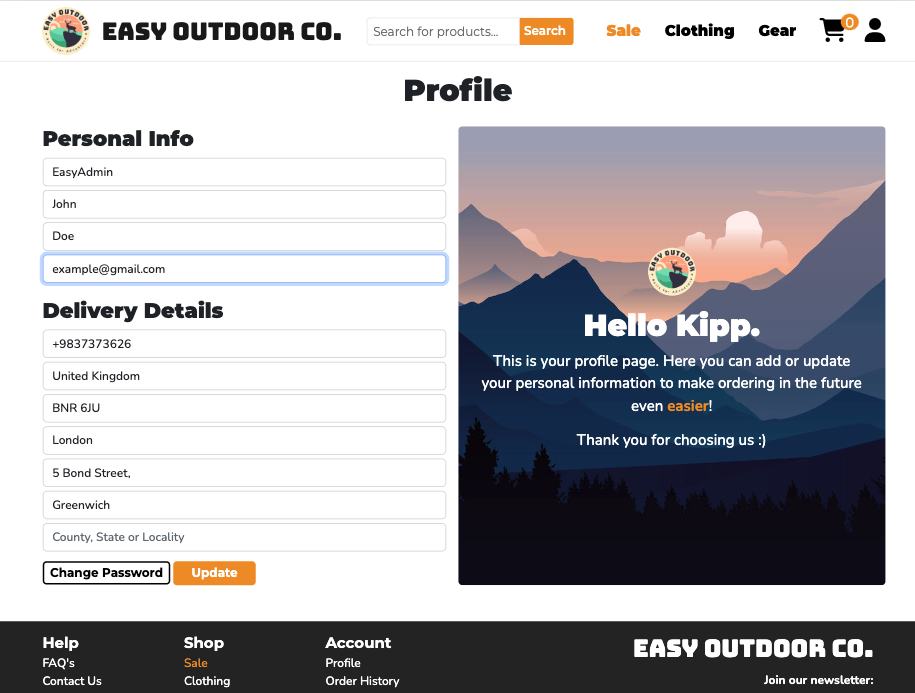 EASY OUTDOOR
EASY OUTDOOR CO.
Search for products...
Search
Sale
Clothing
Gear
0
Profile
Personal Info
EasyAdmin
John
Doe
example@gmail.com
Delivery Details
+9837373626
United Kingdom
BNR 6JU
London
5 Bond Street,
Greenwich
County, State or Locality
Change Password
Update
EASY OUTDOOR
Hello Kipp.
This is your profile page. Here you can add or update
your personal information to make ordering in the future
even easier!
Thank you for choosing us :)
Help
FAQ's
Contact Us
Shop
Sale
Clothing
Account
Profile
Order History
EASY OUTDOOR CO.
Join our newsletter: